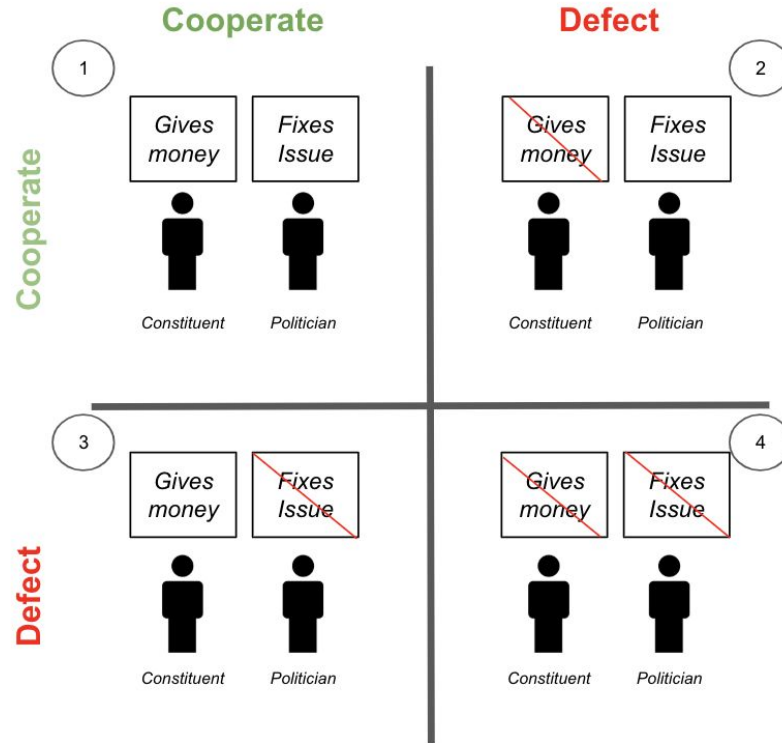 Cooperate
Defect
1
2
Gives
money
Fixes
Issue
Gives
money
Fixes
Issue
Cooperate
Constituent
Politician
Constituent
Politician
3
4
Gives
money
Fixes
Issue
Gives
money
Fixes
Issue
Defect
Constituent
Politician
Constituent
Politician